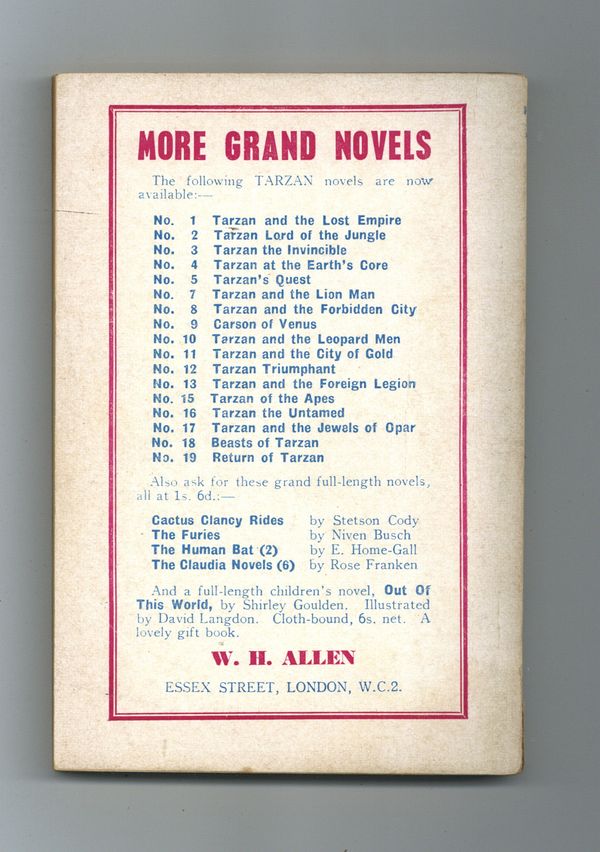 MORE GRAND NOVELS
The following TARZAN novels are now
available:—
No. 1 Tarzan and the Lost Empire
No. 2 Tarzan Lord of the Jungle
No. 3 Tarzan the Invincible
No. 4 Tarzan at the Earth's Core
No. 5 Tarzan's Quest
No. 7 Tarzan and the Lion Man
No. 8 Tarzan and the Forbidden City
No. 9 Carson of Venus
No. 10 Tarzan and the Leopard Men
No. 11 Tarzan and the City of Gold
No. 12 Tarzan Triumphant
No. 13 Tarzan and the Foreign Legion
No. 15 Tarzan of the Apes
No. 16 Tarzan the Untamed
No. 17 Tarzan and the Jewels of Opar
No. 18 Beasts of Tarzan
No. 19 Return of Tarzan
Also ask for these grand full-length novels,
all at 1s. 6d.:—
Cactus Clancy Rides by Stetson Cody
The Furies by Niven Busch
The Human Bat (2) by E. Home-Gall
The Claudia Novels (6) by Rose Franken
And a full-length children's novel, Out Of
This World, by Shirley Goulden. Illustrated
by David Langdon. Cloth-bound, 6s. net. A
lovely gift book.
W. H. ALLEN
ESSEX STREET, LONDON, W.C.2.